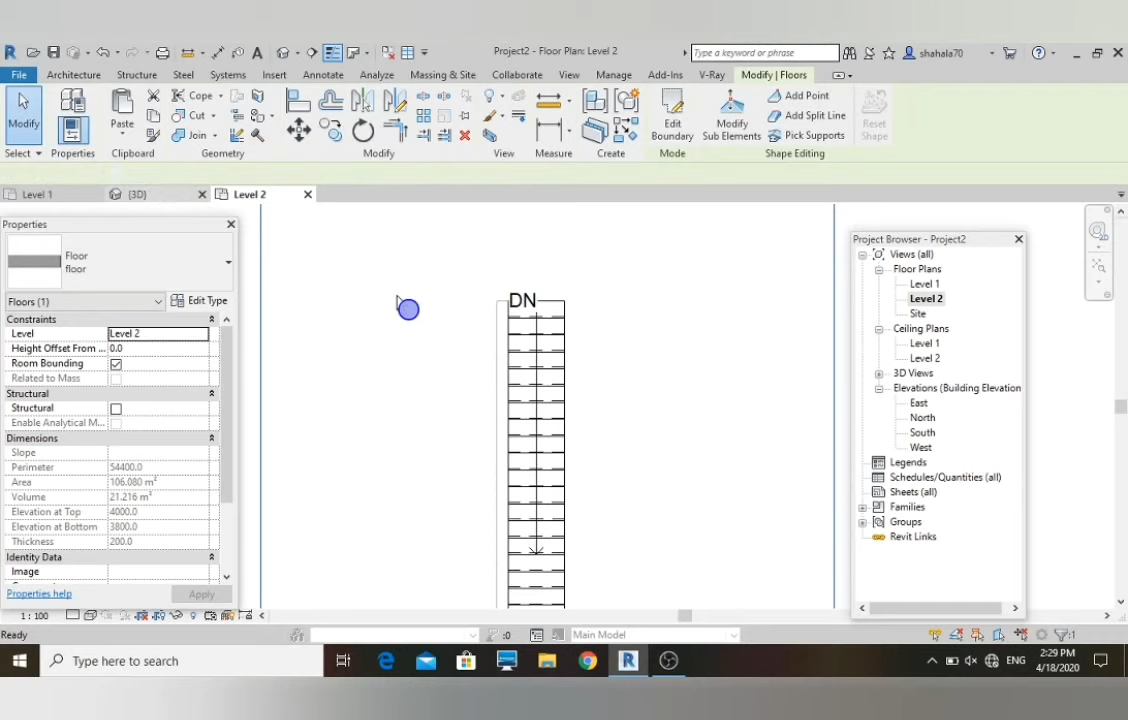 Project2 - Floor Plan: Level 2
Type a keyword or phrase
shahala70
File Architecture Structure Steel Systems Insert Annotate Analyze Massing & Site Collaborate View Manage Add-Ins V-Ray Modify | Floors
Modify Paste Cope Cut Join Edit Boundary Modify Sub Elements Add Point Add Split Line Pick Supports Reset Shape
Select Properties Clipboard Geometry Modify View Measure Create Mode Shape Editing
Level 1 {3D} Level 2
Properties
Floor
floor
Floors (1) Edit Type
Constraints
Level Level 2
Height Offset From ... 0.0
Room Bounding
Related to Mass
Structural
Structural
Enable Analytical M...
Dimensions
Slope
Perimeter 54400.0
Area 106.080 m²
Volume 21.216 m³
Elevation at Top 4000.0
Elevation at Bottom 3800.0
Thickness 200.0
Identity Data
Image
Properties help Apply
DN
Project Browser - Project2
Views (all)
Floor Plans
Level 1
Level 2
Site
Ceiling Plans
Level 1
Level 2
3D Views
Elevations (Building Elevation
East
North
South
West
Legends
Schedules/Quantities (all)
Sheets (all)
Families
Groups
Revit Links
1 : 100
Ready :0 Main Model :1
Type here to search
ENG
2:29 PM
4/18/2020